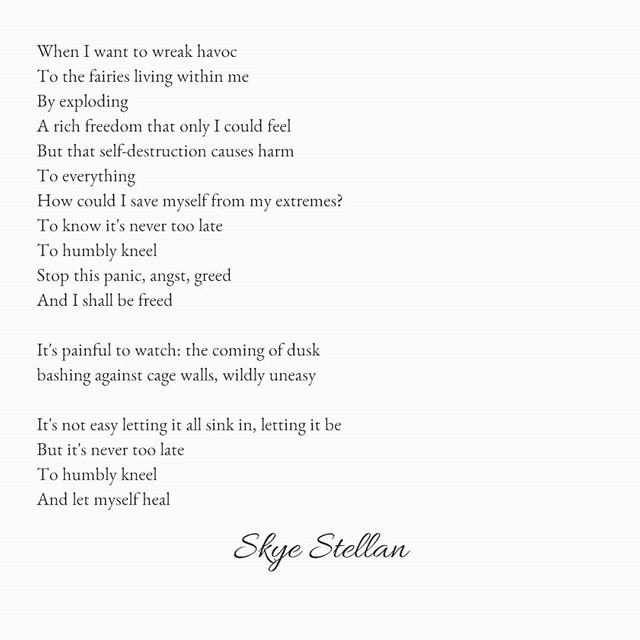 When I want to wreak havoc
To the fairies living within me
By exploding
A rich freedom that only I could feel
But that self-destruction causes harm
To everything
How could I save myself from my extremes?
To know it's never too late
To humbly kneel
Stop this panic, angst, greed
And I shall be freed
It's painful to watch: the coming of dusk
bashing against cage walls, wildly uneasy
It's not easy letting it all sink in, letting it be
But it's never too late
To humbly kneel
And let myself heal
Skye Stellan